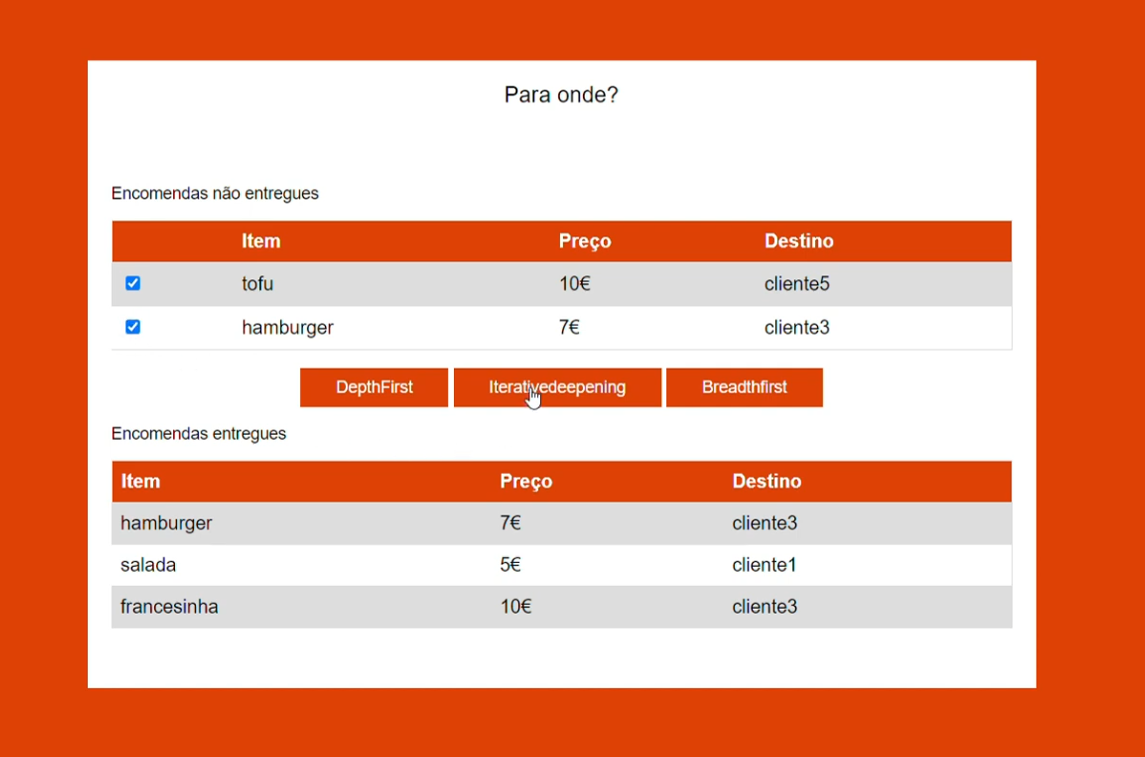 Para onde?
Encomendas não entregues
Item Preço Destino
tofu 10€ cliente5
hamburger 7€ cliente3
DepthFirst Iterativedeepening Breadthfirst
Encomendas entregues
Item Preço Destino
hamburger 7€ cliente3
salada 5€ cliente1
francesinha 10€ cliente3